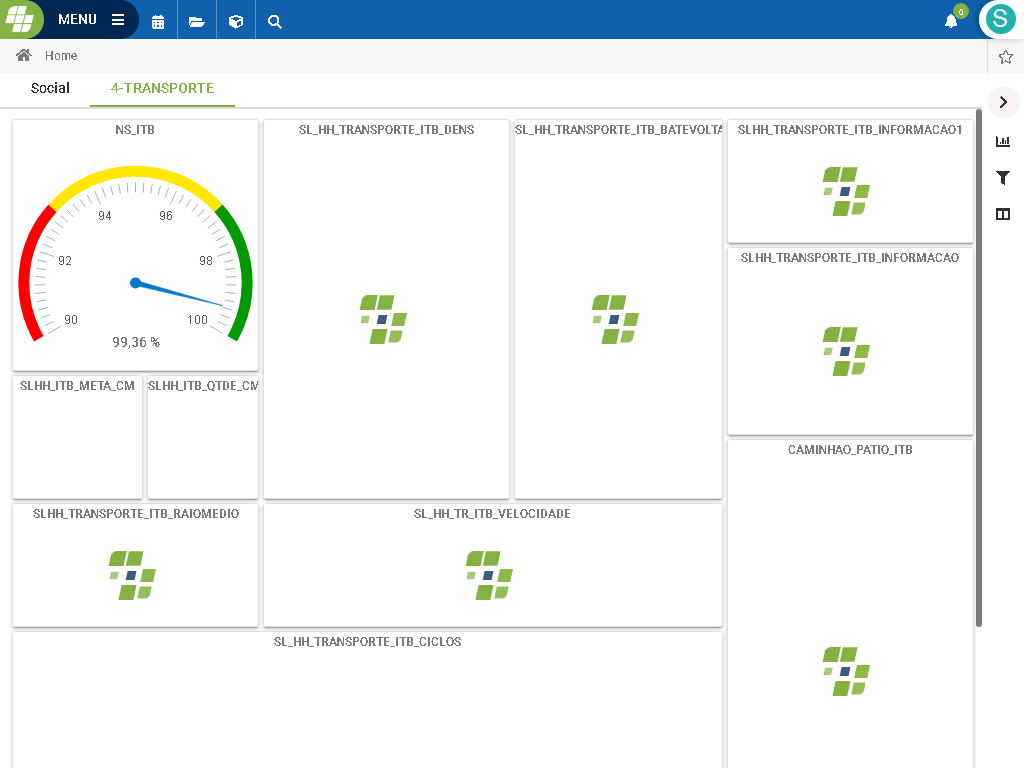 MENU
0
S
Home
Social
4-TRANSPORTE
NS_ITB
90
92
94
96
98
100
99,36 %
SL_HH_TRANSPORTE_ITB_DENS
SL_HH_TRANSPORTE_ITB_BATEVOLTA
SLHH_TRANSPORTE_ITB_INFORMACAO1
SLHH_TRANSPORTE_ITB_INFORMACAO
SLHH_ITB_META_CM
SLHH_ITB_QTDE_CM
CAMINHAO_PATIO_ITB
SLHH_TRANSPORTE_ITB_RAIOMEDIO
SL_HH_TR_ITB_VELOCIDADE
SL_HH_TRANSPORTE_ITB_CICLOS